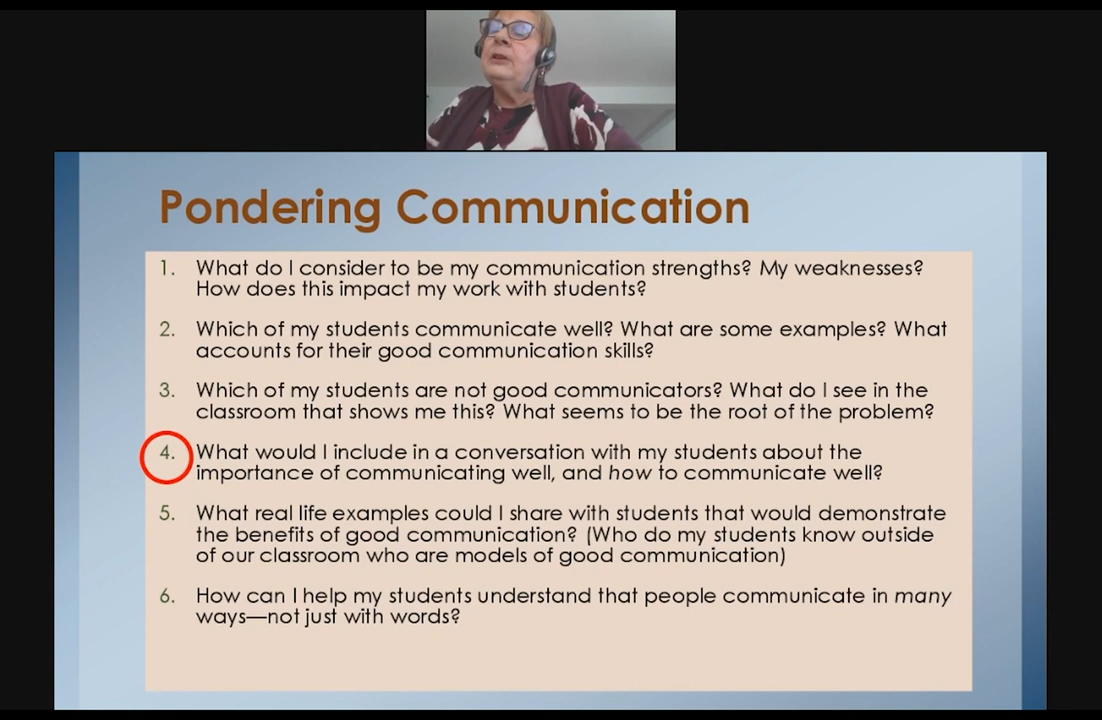 Pondering Communication
1. What do I consider to be my communication strengths? My weaknesses?
How does this impact my work with students?
2. Which of my students communicate well? What are some examples? What
accounts for their good communication skills?
3. Which of my students are not good communicators? What do I see in the
classroom that shows me this? What seems to be the root of the problem?
4. What would I include in a conversation with my students about the
importance of communicating well, and how to communicate well?
5. What real life examples could I share with students that would demonstrate
the benefits of good communication? (Who do my students know outside
of our classroom who are models of good communication)
6. How can I help my students understand that people communicate in many
ways—not just with words?